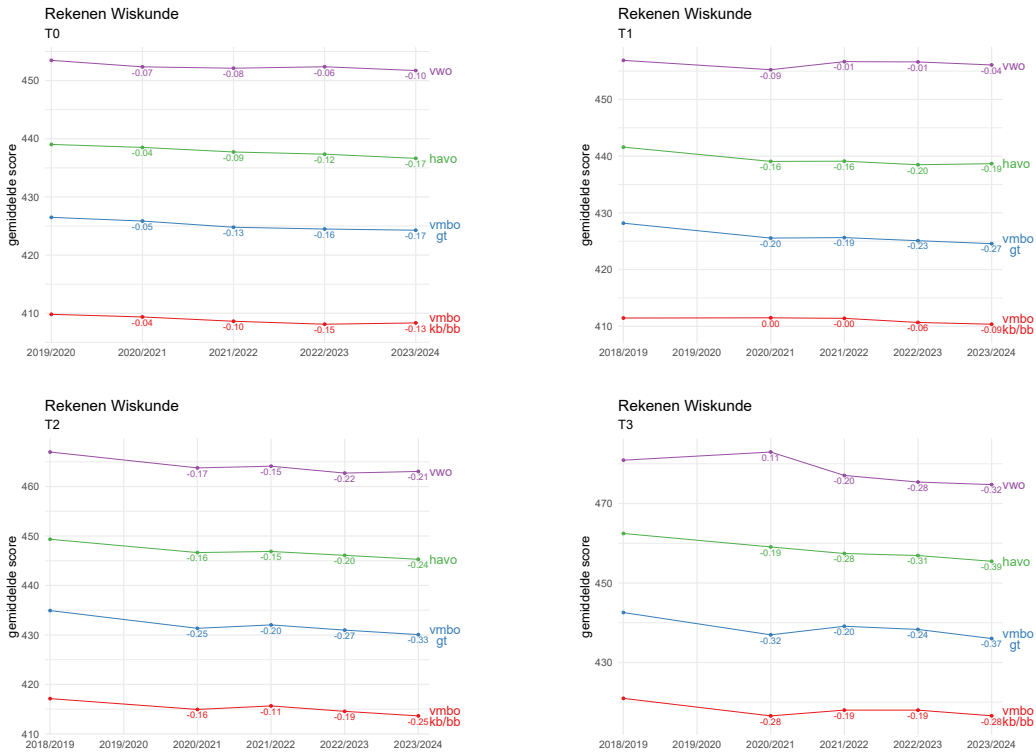 Rekenen Wiskunde
T0
gemiddelde score
450
440
430
420
410
-0.07
-0.08
-0.06
-0.10
vwo
-0.04
-0.09
-0.12
-0.17
havo
-0.05
-0.13
-0.16
-0.17
vmbo
gt
-0.04
-0.10
-0.15
-0.13
vmbo
kb/bb
2019/2020 2020/2021 2021/2022 2022/2023 2023/2024
Rekenen Wiskunde
T1
gemiddelde score
450
440
430
420
410
-0.09
-0.01
-0.01
-0.04
vwo
-0.16
-0.16
-0.20
-0.19
havo
-0.20
-0.19
-0.23
-0.27
vmbo
gt
0.00
-0.00
-0.06
-0.09
vmbo
kb/bb
2018/2019 2019/2020 2020/2021 2021/2022 2022/2023 2023/2024
Rekenen Wiskunde
T2
gemiddelde score
460
450
440
430
420
410
-0.17
-0.15
-0.22
-0.21
vwo
-0.16
-0.15
-0.20
-0.24
havo
-0.25
-0.20
-0.27
-0.33
vmbo
gt
-0.16
-0.11
-0.19
-0.25
vmbo
kb/bb
2018/2019 2019/2020 2020/2021 2021/2022 2022/2023 2023/2024
Rekenen Wiskunde
T3
gemiddelde score
470
450
430
0.11
-0.20
-0.28
-0.32
vwo
-0.19
-0.28
-0.31
-0.39
havo
-0.32
-0.20
-0.24
-0.37
vmbo
gt
-0.28
-0.19
-0.19
-0.28
vmbo
kb/bb
2018/2019 2019/2020 2020/2021 2021/2022 2022/2023 2023/2024